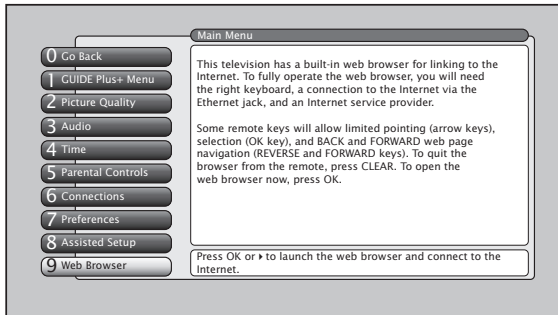 Main Menu
0 Go Back
1 GUIDE Plus+ Menu
2 Picture Quality
3 Audio
4 Time
5 Parental Controls
6 Connections
7 Preferences
8 Assisted Setup
9 Web Browser
This television has a built-in web browser for linking to the
Internet. To fully operate the web browser, you will need
the right keyboard, a connection to the Internet via the
Ethernet jack, and an Internet service provider.
Some remote keys will allow limited pointing (arrow keys),
selection (OK key), and BACK and FORWARD web page
navigation (REVERSE and FORWARD keys). To quit the
browser from the remote, press CLEAR. To open the
web browser now, press OK.
Press OK or ▸ to launch the web browser and connect to the
Internet.